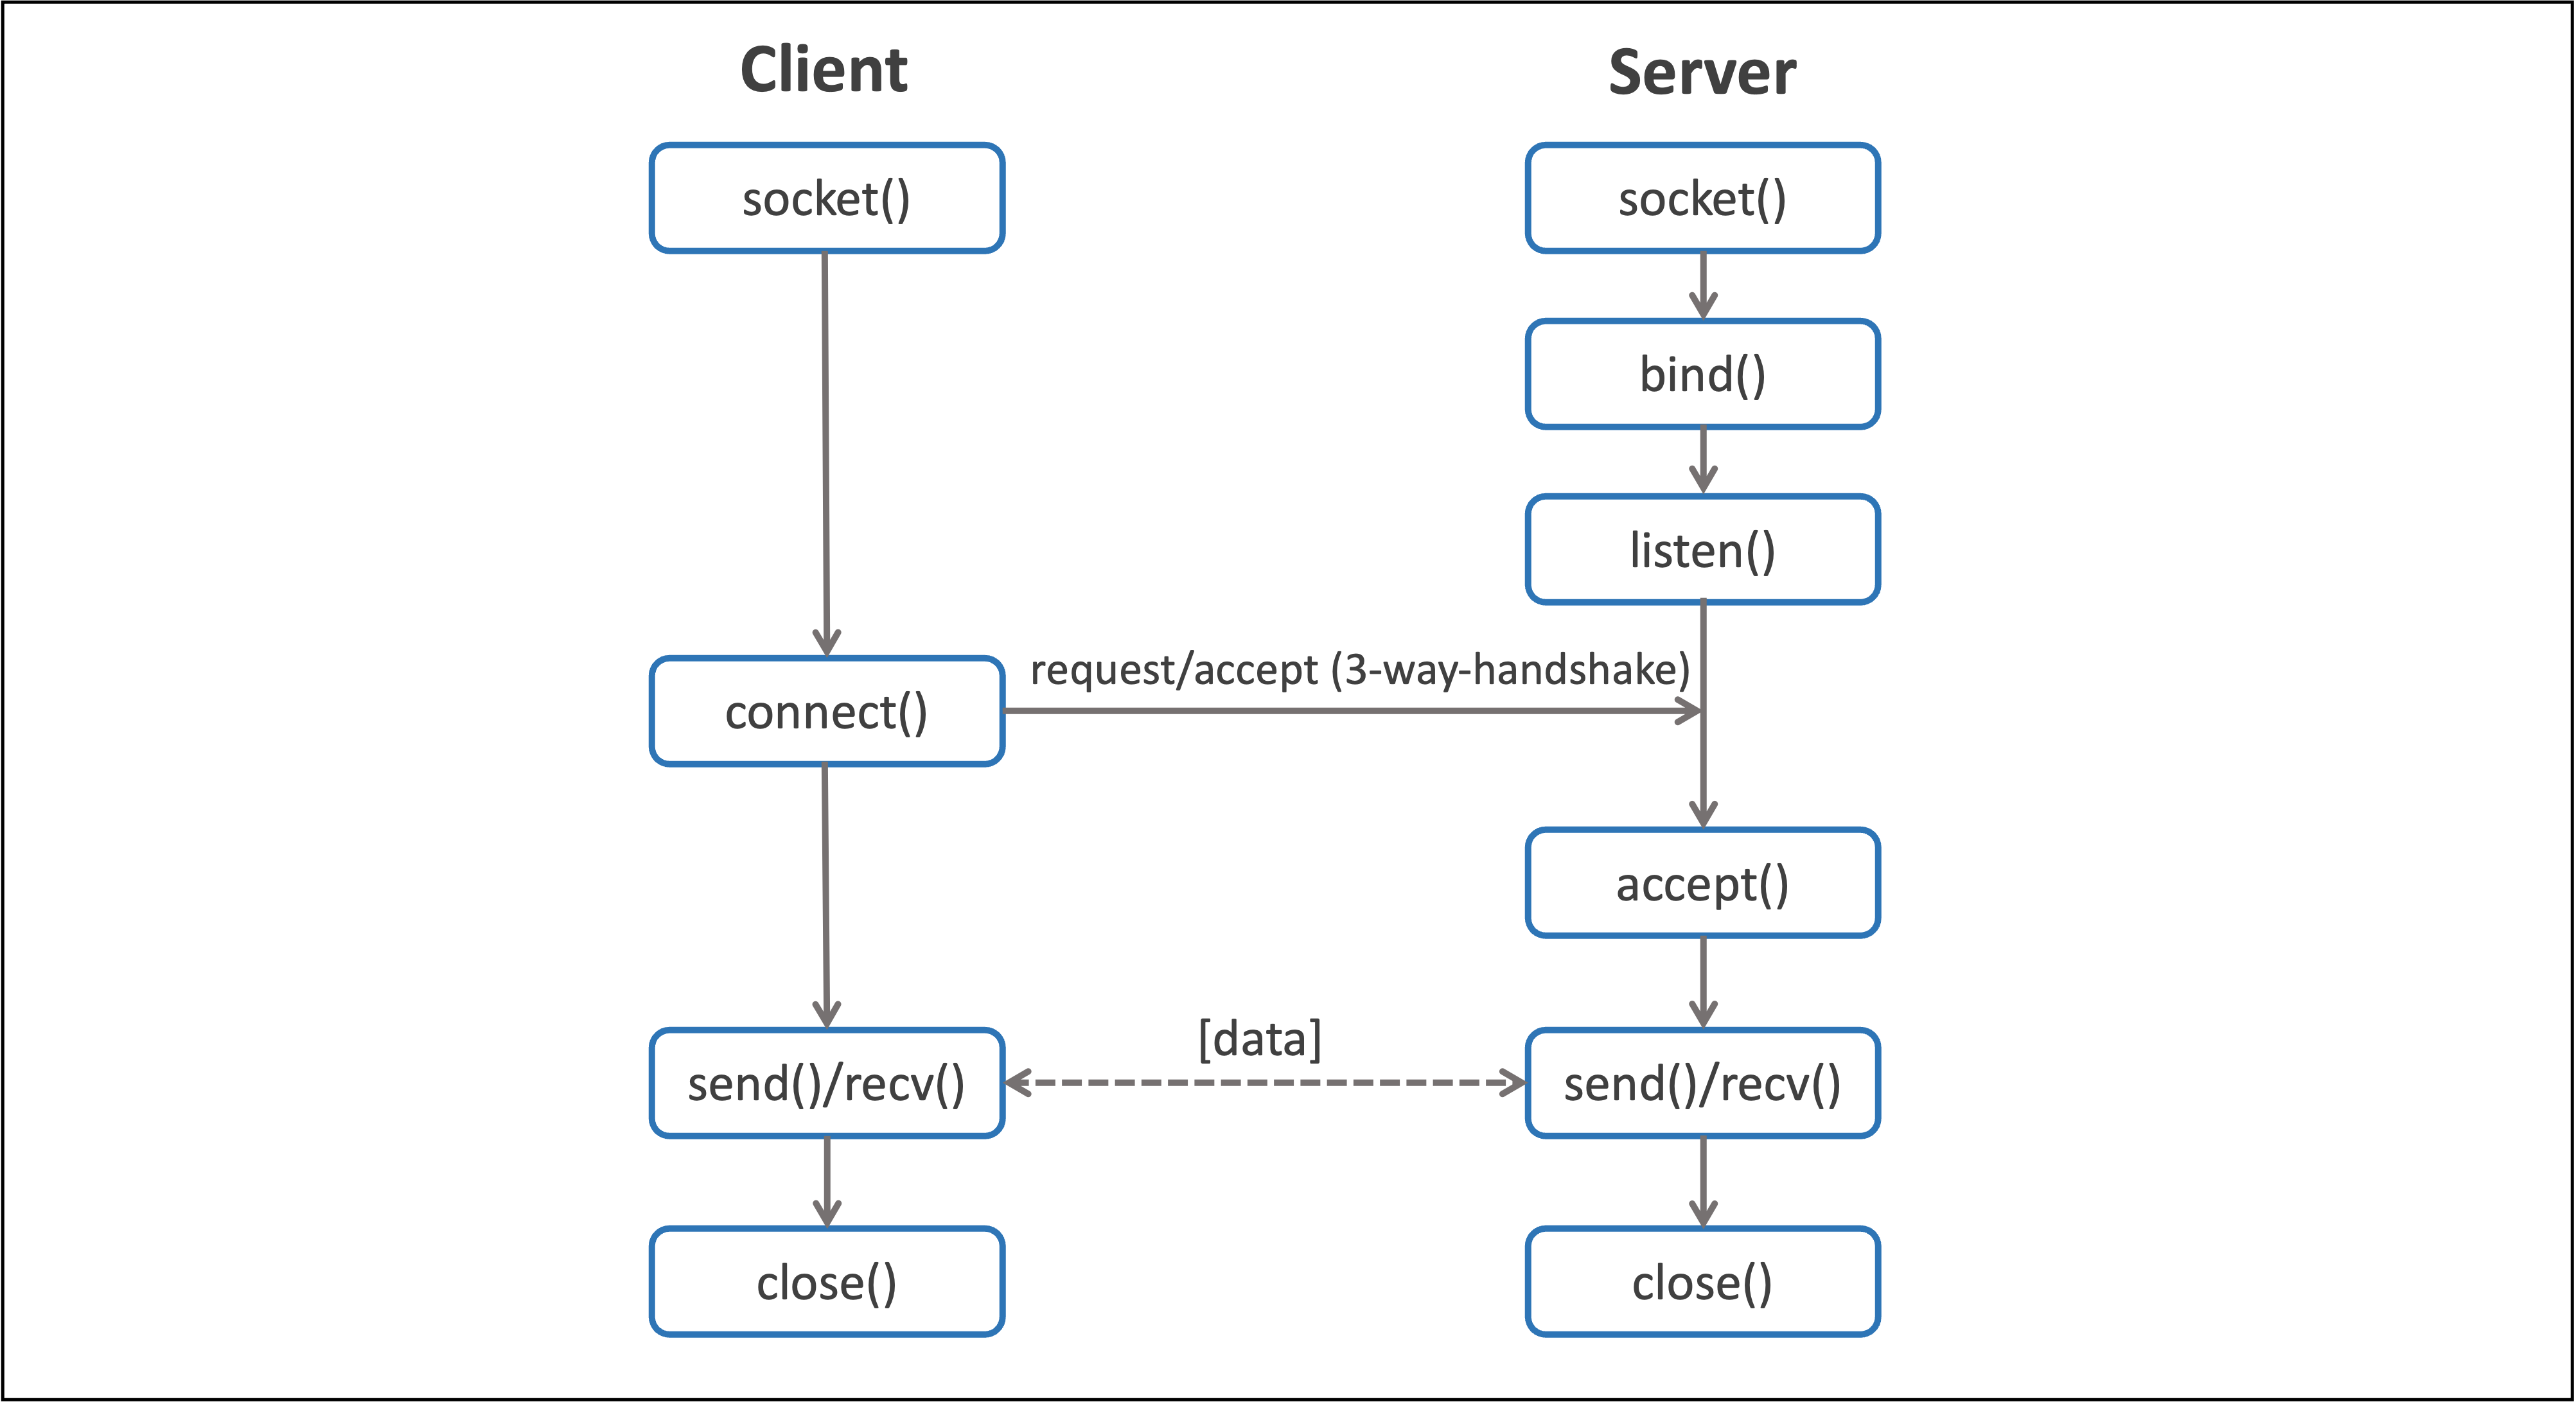 Client
Server
socket()
socket()
bind()
listen()
request/accept (3-way-handshake)
connect()
accept()
[data]
send()/recv()
send()/recv()
close()
close()